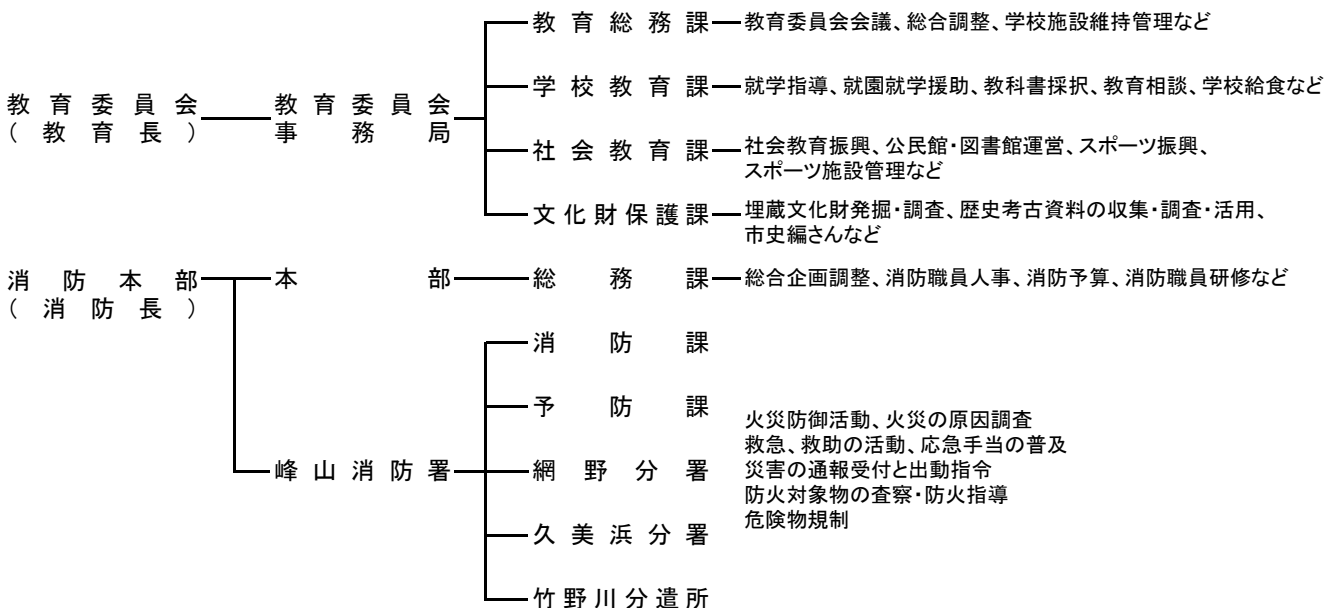 教育総務課
教育委員会会議、総合調整、学校施設維持管理など
学校教育課
就学指導、就園就学援助、教科書採択、教育相談、学校給食など
教育委員会
(教育長)
教育委員会
事務局
社会教育課
社会教育振興、公民館・図書館運営、スポーツ振興、
スポーツ施設管理など
文化財保護課
埋蔵文化財発掘・調査、歴史考古資料の収集・調査・活用、
市史編さんなど
消防本部
(消防長)
本部
総務課
総合企画調整、消防職員人事、消防予算、消防職員研修など
消防課
予防課
峰山消防署
網野分署
久美浜分署
竹野川分遣所
火災防御活動、火災の原因調査
救急、救助の活動、応急手当の普及
災害の通報受付と出動指令
防火対象物の査察・防火指導
危険物規制